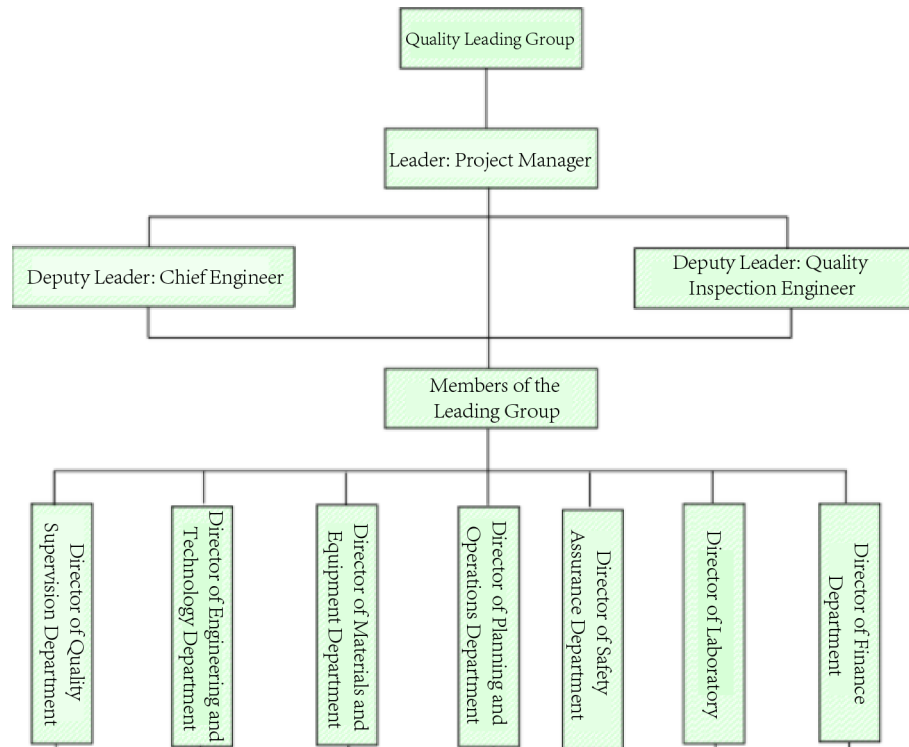 Quality Leading Group
Leader: Project Manager
Deputy Leader: Chief Engineer
Deputy Leader: Quality
Inspection Engineer
Members of the
Leading Group
Director of Quality
Supervision Department
Director of Engineering and
Technology Department
Director of Materials and
Equipment Department
Director of Planning and
Operations Department
Director of Safety
Assurance Department
Director of Laboratory
Director of Finance
Department